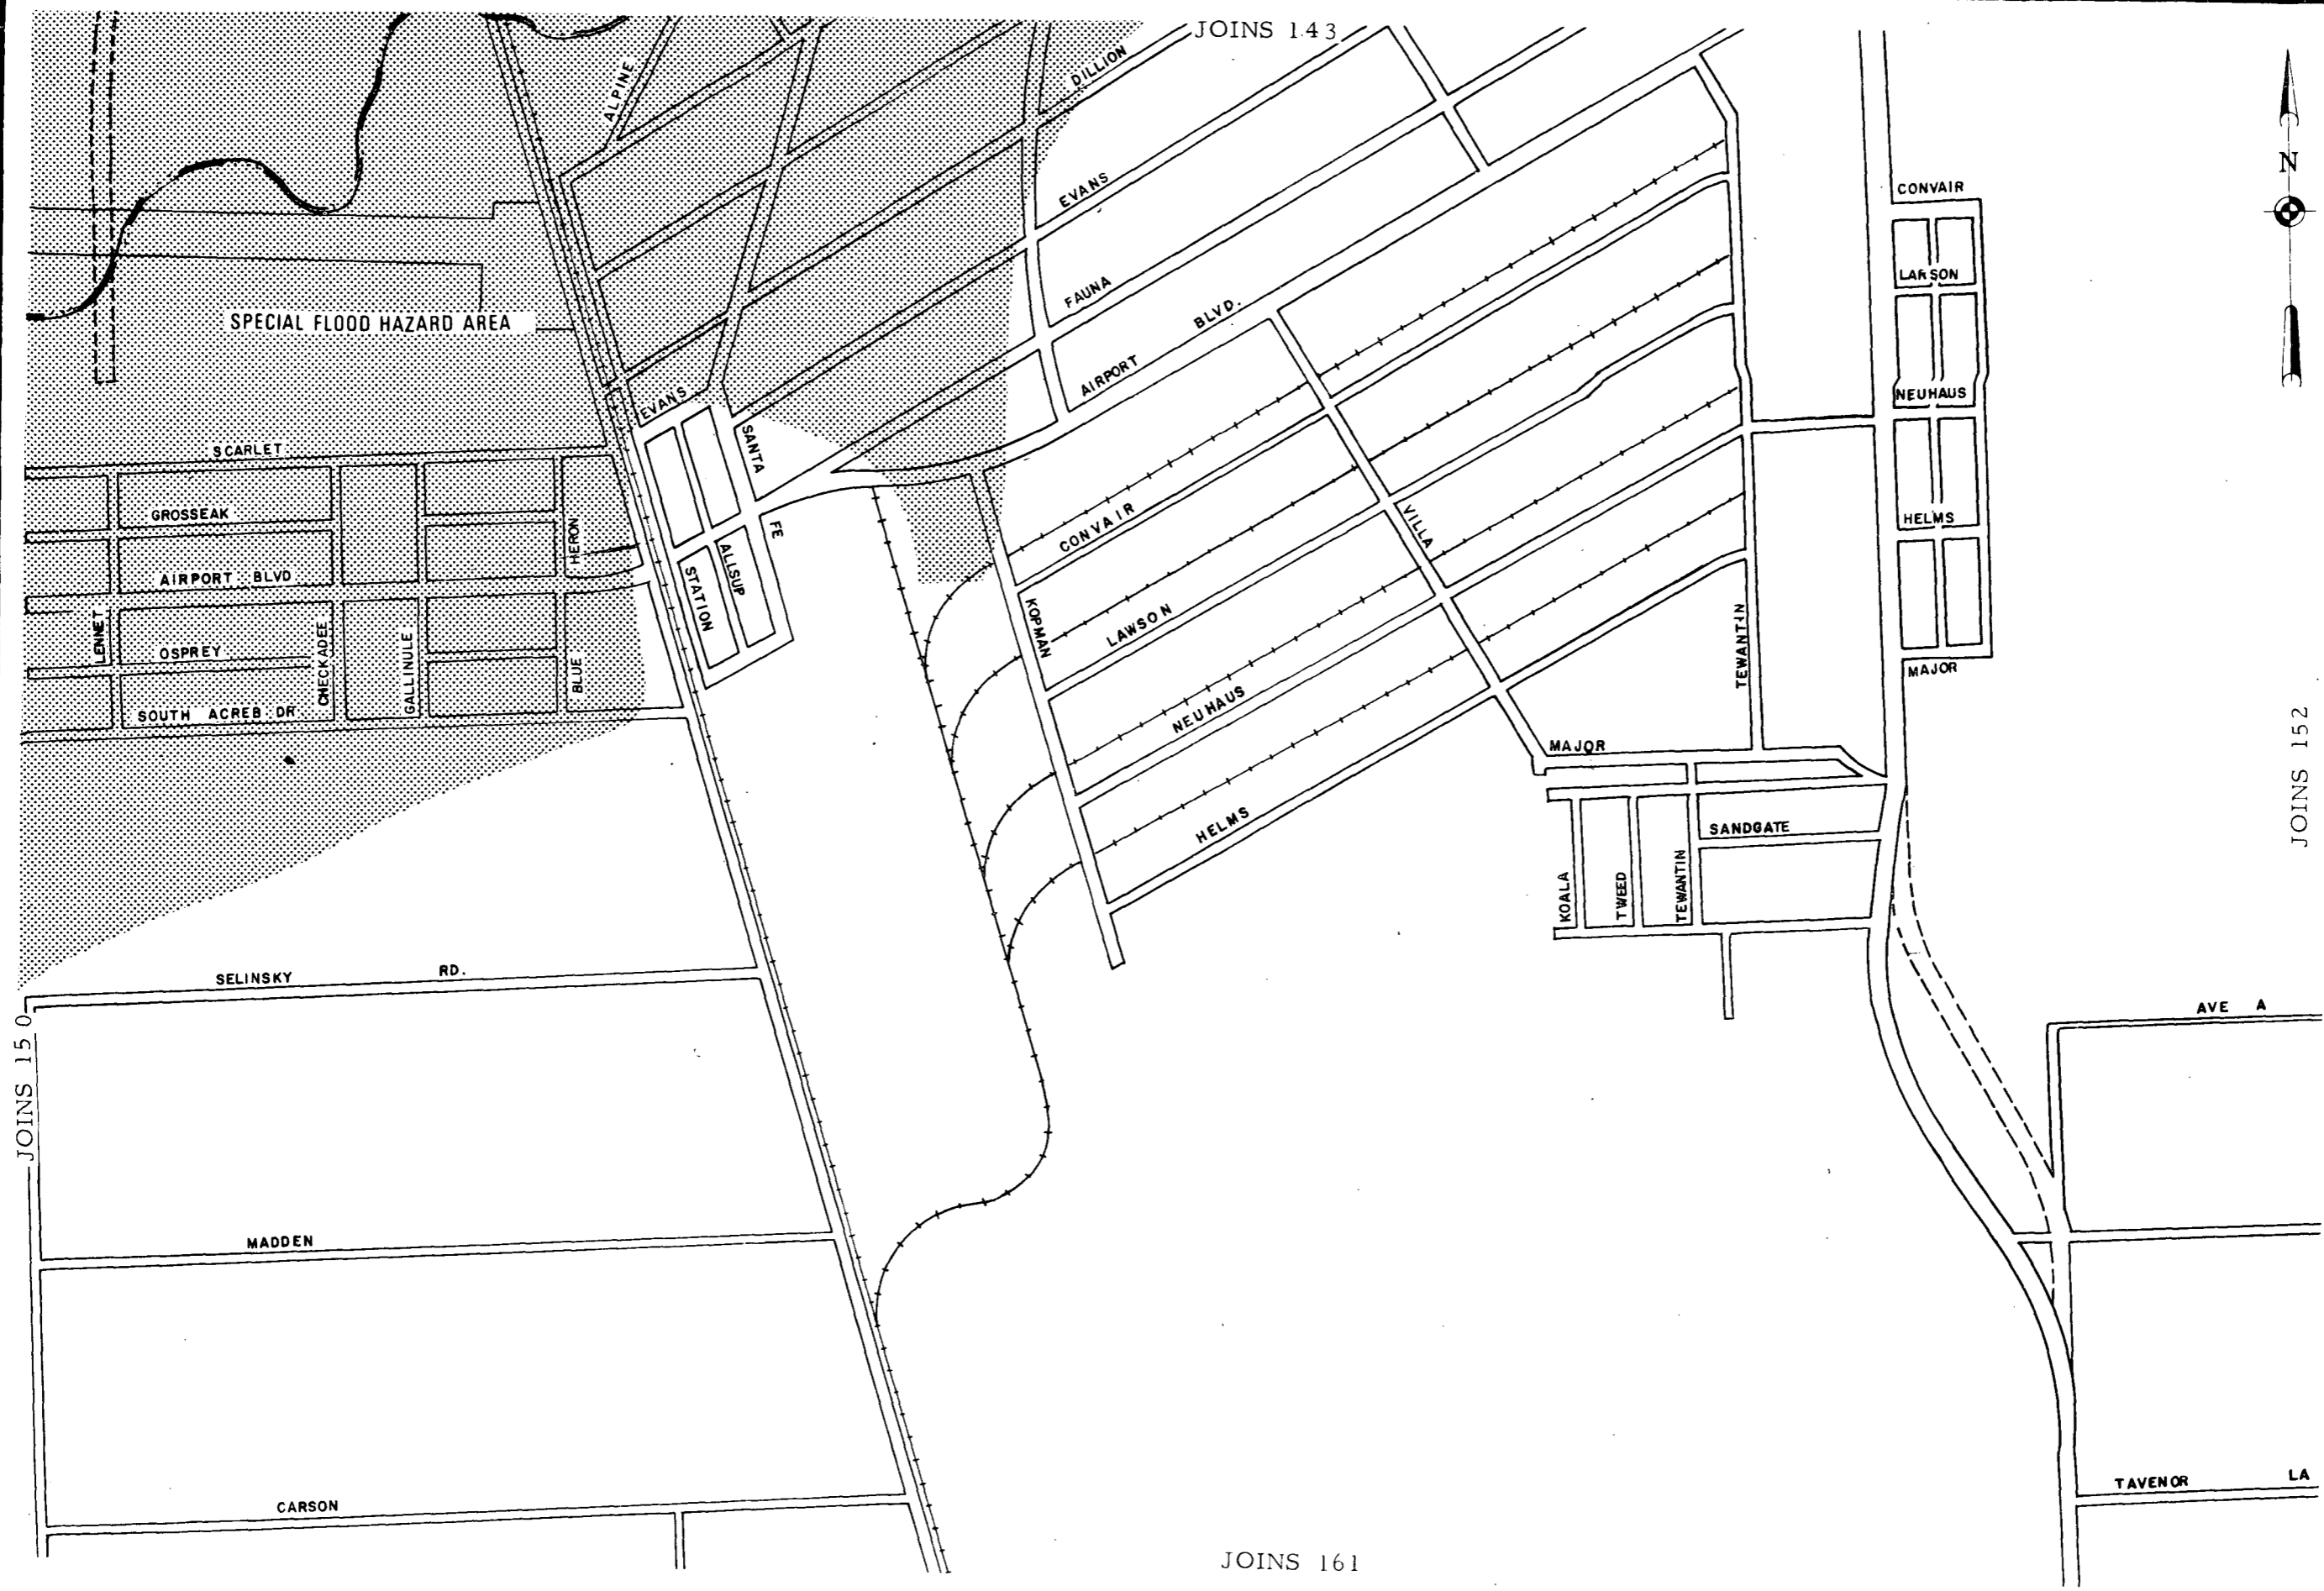 JOINS 143
ALPINE
DILLION
N
EVANS
CONVAIR
LARSON
FAUNA
SPECIAL FLOOD HAZARD AREA
AIRPORT BLVD.
EVANS
NEUHAUS
SANTA FE
SCARLET
GROSSEAK
HERON
CONVAIR
VILLA
HELMS
AIRPORT BLVD
ALLSUP
STATION
KOPMAN
LAWSON
TEWANTIN
LENNET
OSPREY
CHECKADEE
GALLINULE
BLUE
MAJOR
SOUTH ACREB DR
NEUHAUS
MAJOR
JOINS 152
HELMS
SANDGATE
KOALA
TWEED
TEWANTIN
SELINSKY RD.
AVE A
JOINS 150
MADDEN
TAVENOR LA
CARSON
JOINS 161